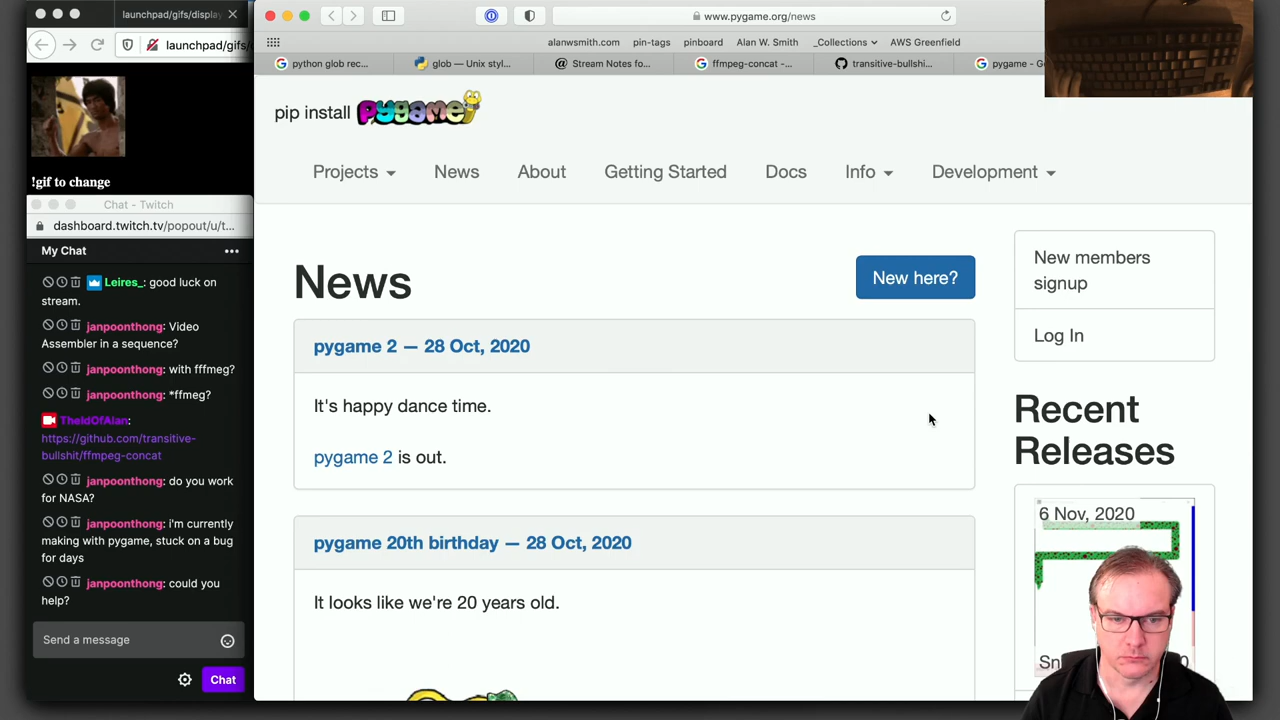 launchpad/gifs/display
launchpad/gifs/
!gif to change
Chat - Twitch
dashboard.twitch.tv/popout/u/t...
My Chat
Leires_: good luck on
stream.
janpoonthong: Video
Assembler in a sequence?
janpoonthong: with fffmeg?
janpoonthong: *ffmeg?
TheIdOfAlan:
https://github.com/transitive-
bullshit/ffmpeg-concat
janpoonthong: do you work
for NASA?
janpoonthong: i'm currently
making with pygame, stuck on a bug
for days
janpoonthong: could you
help?
Send a message
Chat
www.pygame.org/news
alanwsmith.com pin-tags pinboard Alan W. Smith _Collections AWS Greenfield
python glob rec... glob — Unix styl... Stream Notes fo... ffmpeg-concat -... transitive-bullshi... pygame - G
pip install pygame
Projects News About Getting Started Docs Info Development
News
New here?
pygame 2 — 28 Oct, 2020
It's happy dance time.
pygame 2 is out.
pygame 20th birthday — 28 Oct, 2020
It looks like we're 20 years old.
New members
signup
Log In
Recent
Releases
6 Nov, 2020